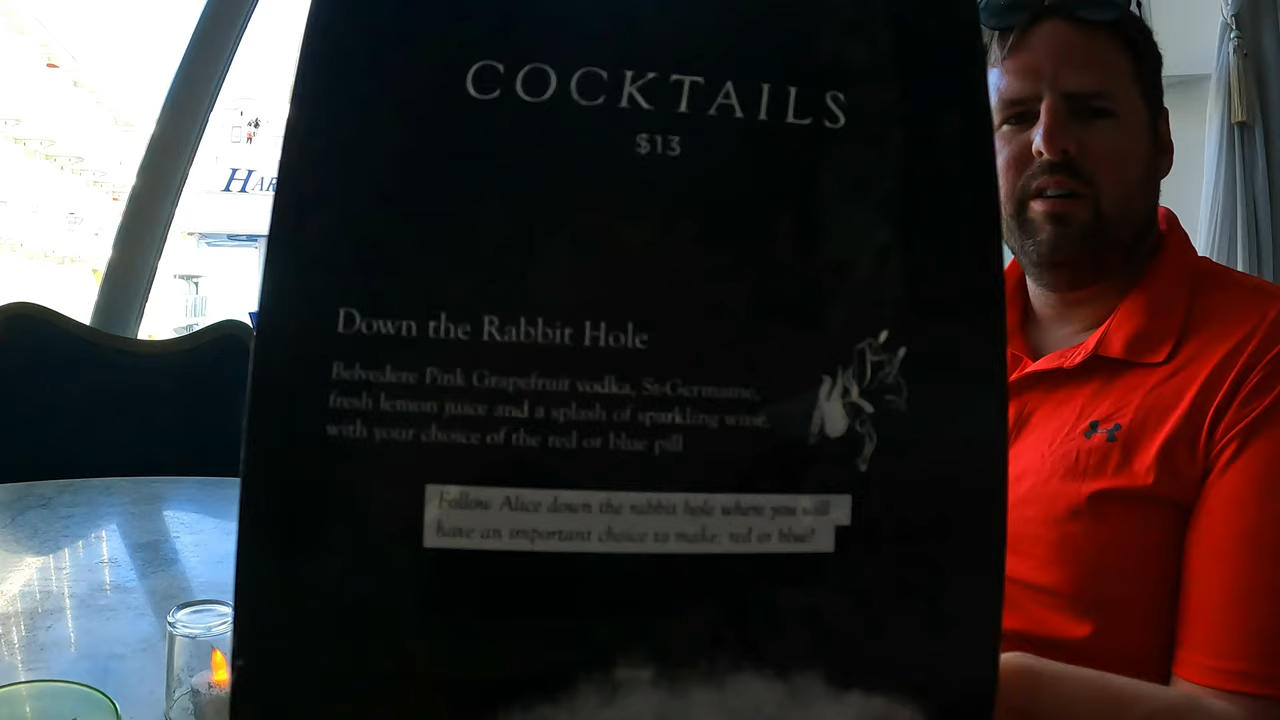 COCKTAILS
$13
HAR
Down the Rabbit Hole
Belvedere Pink Grapefruit vodka, St-Germaine,
fresh lemon juice and a splash of sparkling wine,
with your choice of the red or blue pill
Follow Alice down the rabbit hole where you will
have an important choice to make: red or blue?